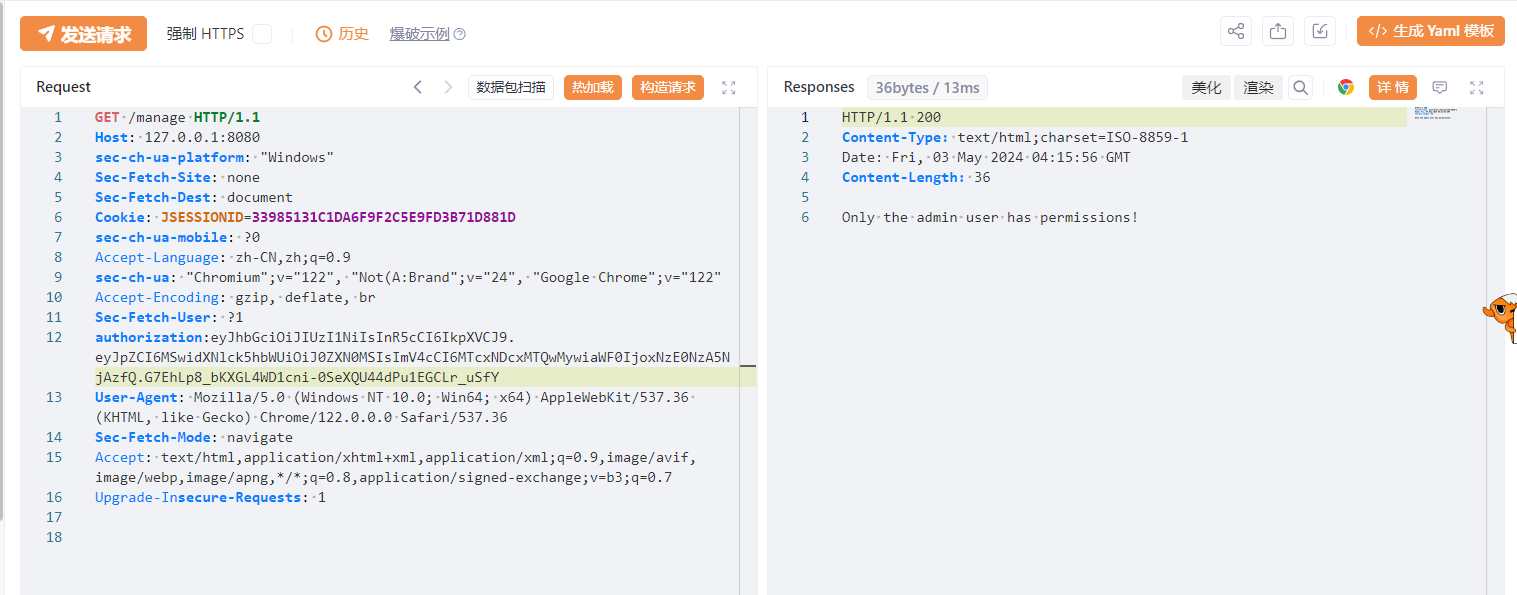 发送请求 强制 HTTPS 历史 爆破示例 生成 Yaml 模板
Request 数据包扫描 热加载 构造请求
1 GET /manage HTTP/1.1
2 Host: 127.0.0.1:8080
3 sec-ch-ua-platform: "Windows"
4 Sec-Fetch-Site: none
5 Sec-Fetch-Dest: document
6 Cookie: JSESSIONID=33985131C1DA6F9F2C5E9FD3B71D881D
7 sec-ch-ua-mobile: ?0
8 Accept-Language: zh-CN,zh;q=0.9
9 sec-ch-ua: "Chromium";v="122", "Not(A:Brand";v="24", "Google Chrome";v="122"
10 Accept-Encoding: gzip, deflate, br
11 Sec-Fetch-User: ?1
12 authorization:eyJhbGciOiJIUzI1NiIsInR5cCI6IkpXVCJ9.
eyJpZCI6MSwidXNlck5hbWUiOiJ0ZXN0MSIsImV4cCI6MTcxNDcxMTQwMywiaWF0IjoxNzE0NzA5N
jAzfQ.G7EhLp8_bKXGL4WD1cni-0SeXQU44dPu1EGCLr_uSfY
13 User-Agent: Mozilla/5.0 (Windows NT 10.0; Win64; x64) AppleWebKit/537.36
(KHTML, like Gecko) Chrome/122.0.0.0 Safari/537.36
14 Sec-Fetch-Mode: navigate
15 Accept: text/html,application/xhtml+xml,application/xml;q=0.9,image/avif,
image/webp,image/apng,*/*;q=0.8,application/signed-exchange;v=b3;q=0.7
16 Upgrade-Insecure-Requests: 1
17
18
Responses 36bytes / 13ms 美化 渲染 详情
1 HTTP/1.1 200
2 Content-Type: text/html;charset=ISO-8859-1
3 Date: Fri, 03 May 2024 04:15:56 GMT
4 Content-Length: 36
5
6 Only the admin user has permissions!